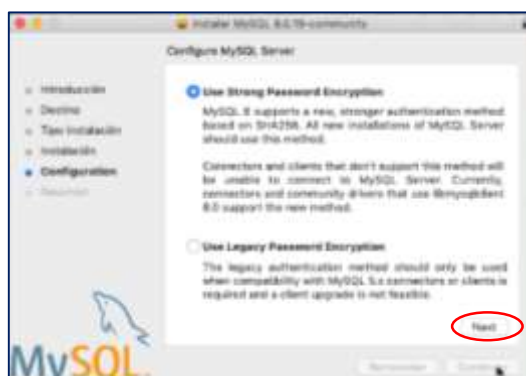 Instalar MySQL 8.0.19-community
Configure MySQL Server
Introducción
Destino
Tipo instalación
Instalación
Configuration
Resumen
Use Strong Password Encryption
MySQL 8 supports a new, stronger authentication method
based on SHA256. All new installations of MySQL Server
should use this method.
Connectors and clients that don't support this method will
be unable to connect to MySQL Server. Currently,
connectors and community drivers that use libmysqlclient
8.0 support the new method.
Use Legacy Password Encryption
The legacy authentication method should only be used
when compatibility with MySQL 5.x connectors or clients is
required and a client upgrade is not feasible.
Next
MySQL